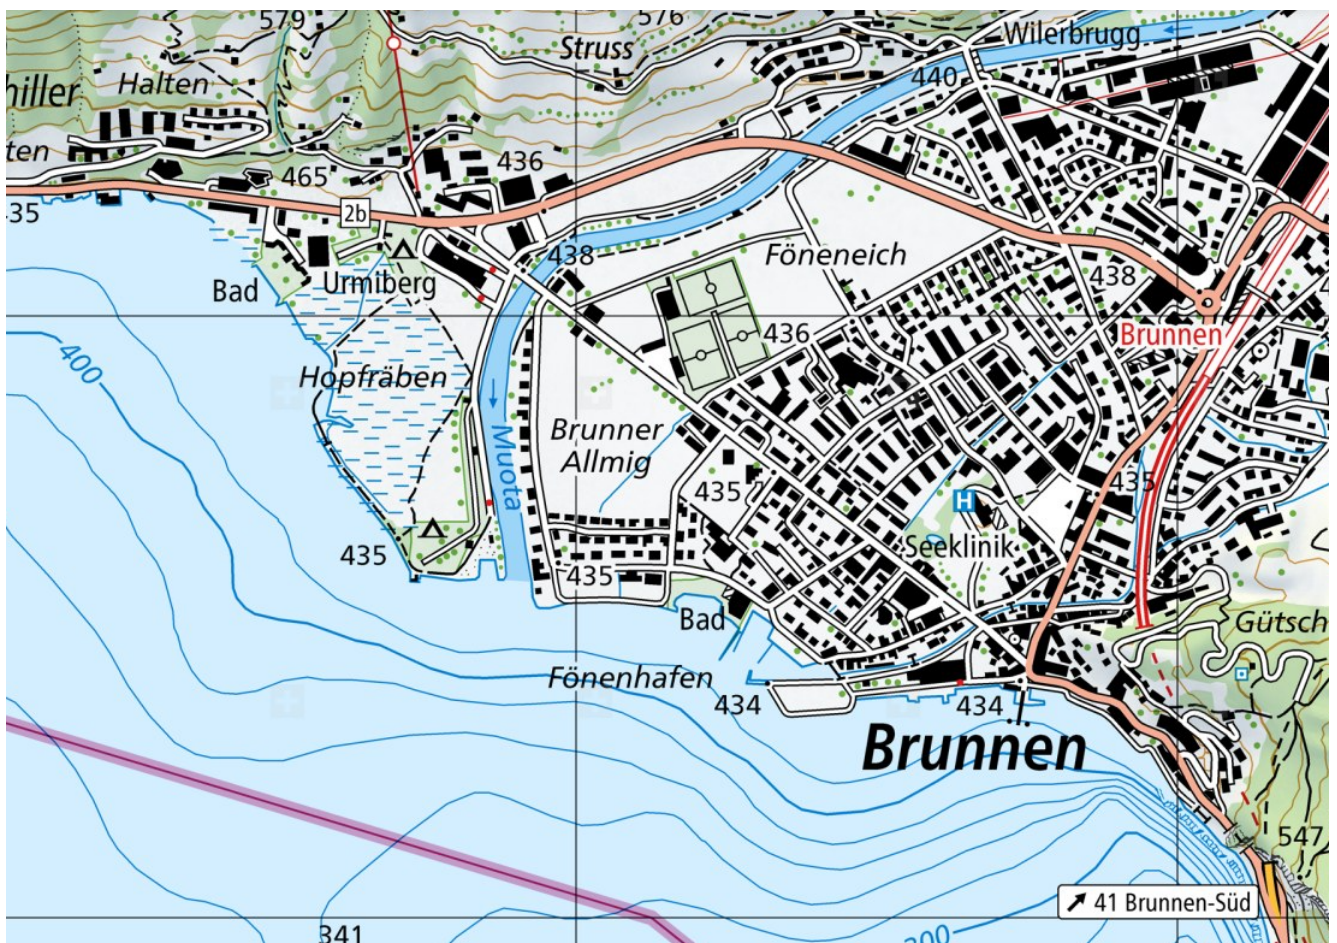 579
576
Struss
Wilerbrugg
Halten
hiller
440
ten
436
465
435
2b
438
Föneneich
438
Bad
Urmiberg
436
Brunnen
400
Hopfräben
Brunner
Allmig
Muota
435
435
H
435
Seeklinik
435
Bad
Gütsch
Fönenhafen
434
434
Brunnen
547
41 Brunnen-Süd
341
300